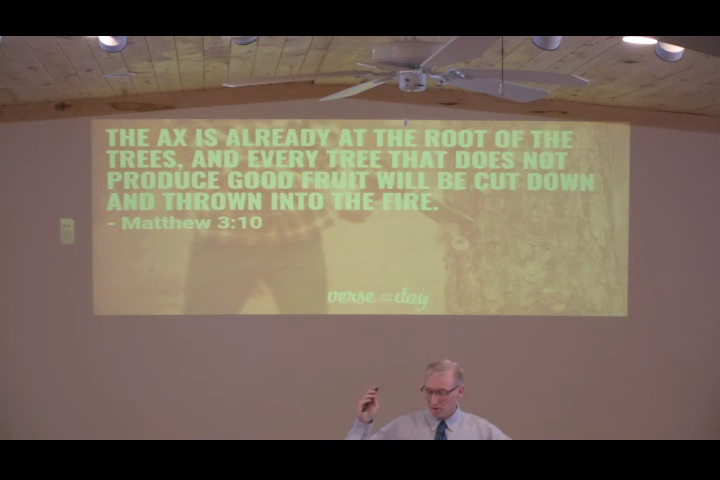 THE AX IS ALREADY AT THE ROOT OF THE
TREES, AND EVERY TREE THAT DOES NOT
PRODUCE GOOD FRUIT WILL BE CUT DOWN
AND THROWN INTO THE FIRE.
- Matthew 3:10
verse day